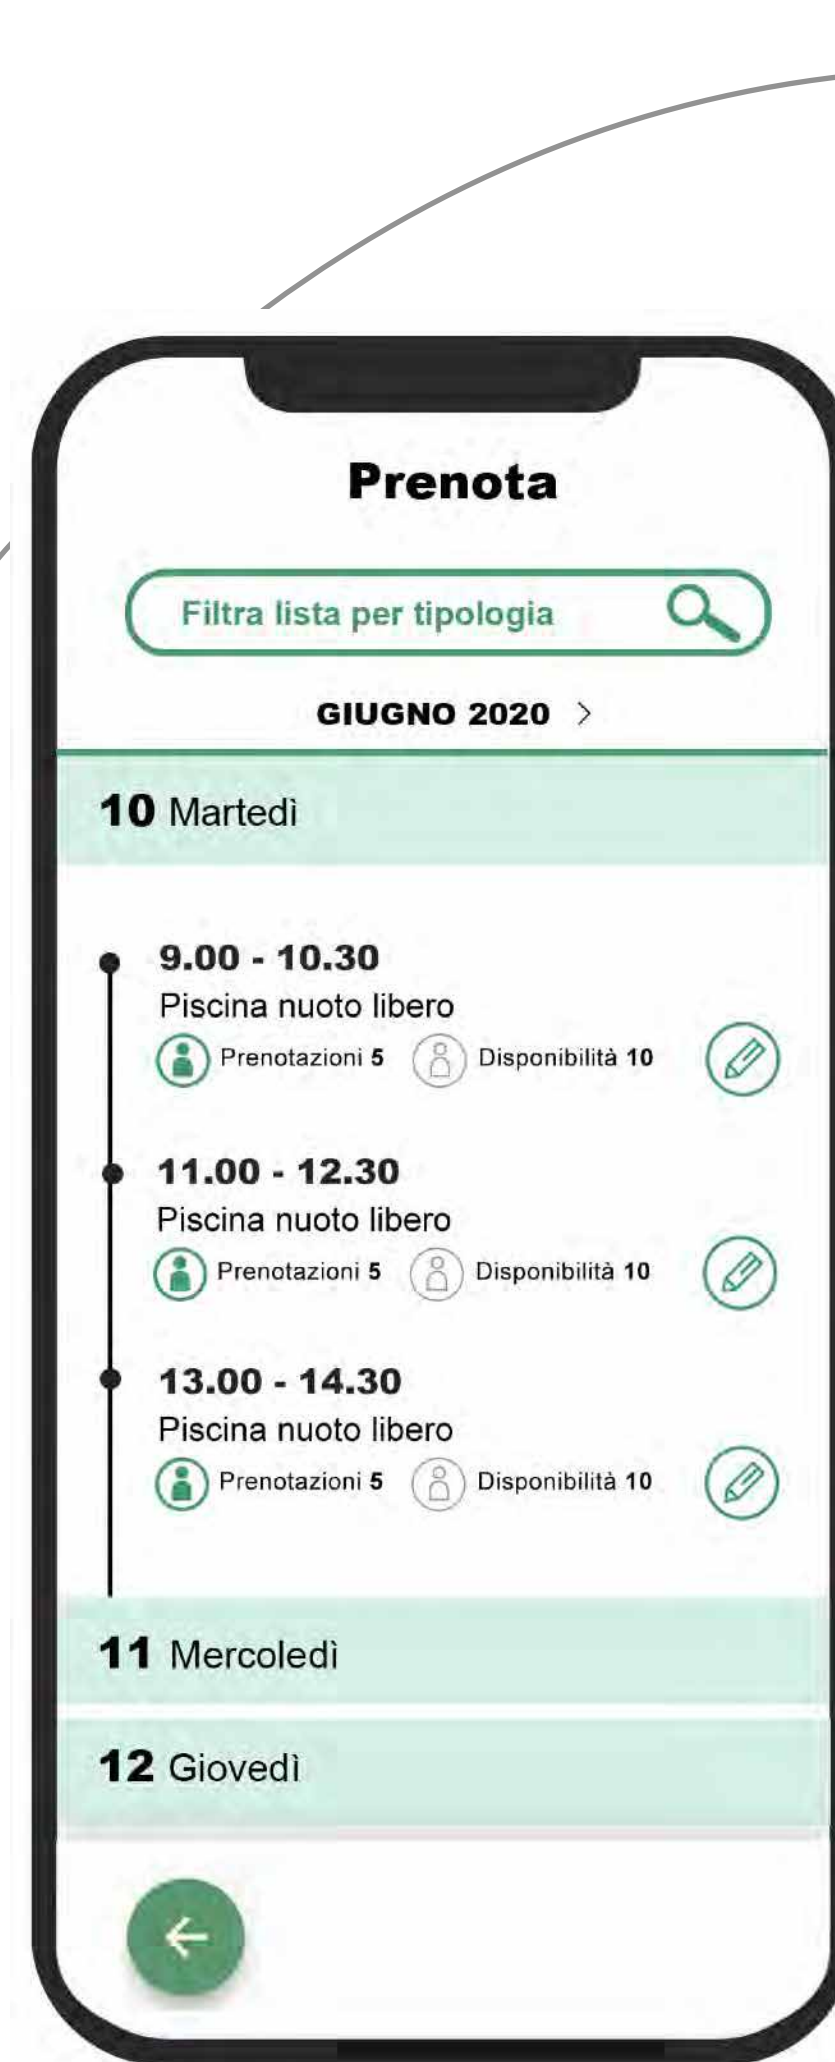 Prenota
Filtra lista per tipologia
GIUGNO 2020 >
10 Martedì
9.00 - 10.30
Piscina nuoto libero
Prenotazioni 5 Disponibilità 10
11.00 - 12.30
Piscina nuoto libero
Prenotazioni 5 Disponibilità 10
13.00 - 14.30
Piscina nuoto libero
Prenotazioni 5 Disponibilità 10
11 Mercoledì
12 Giovedì